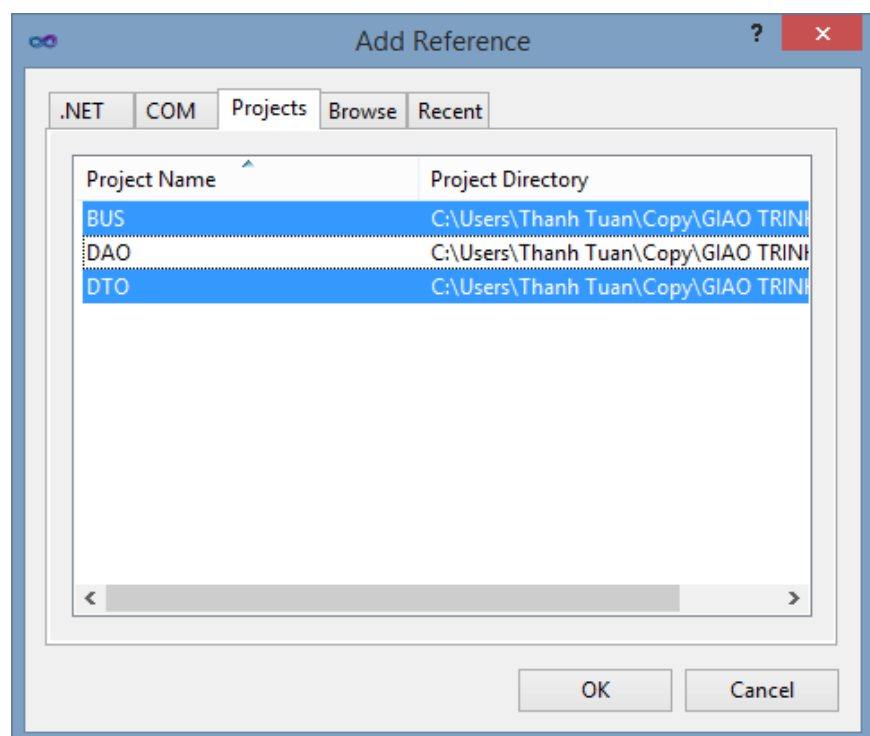 Add Reference ?
.NET COM Projects Browse Recent
Project Name Project Directory
BUS C:\Users\Thanh Tuan\Copy\GIAO TRINH
DAO C:\Users\Thanh Tuan\Copy\GIAO TRINH
DTO C:\Users\Thanh Tuan\Copy\GIAO TRINH
OK Cancel